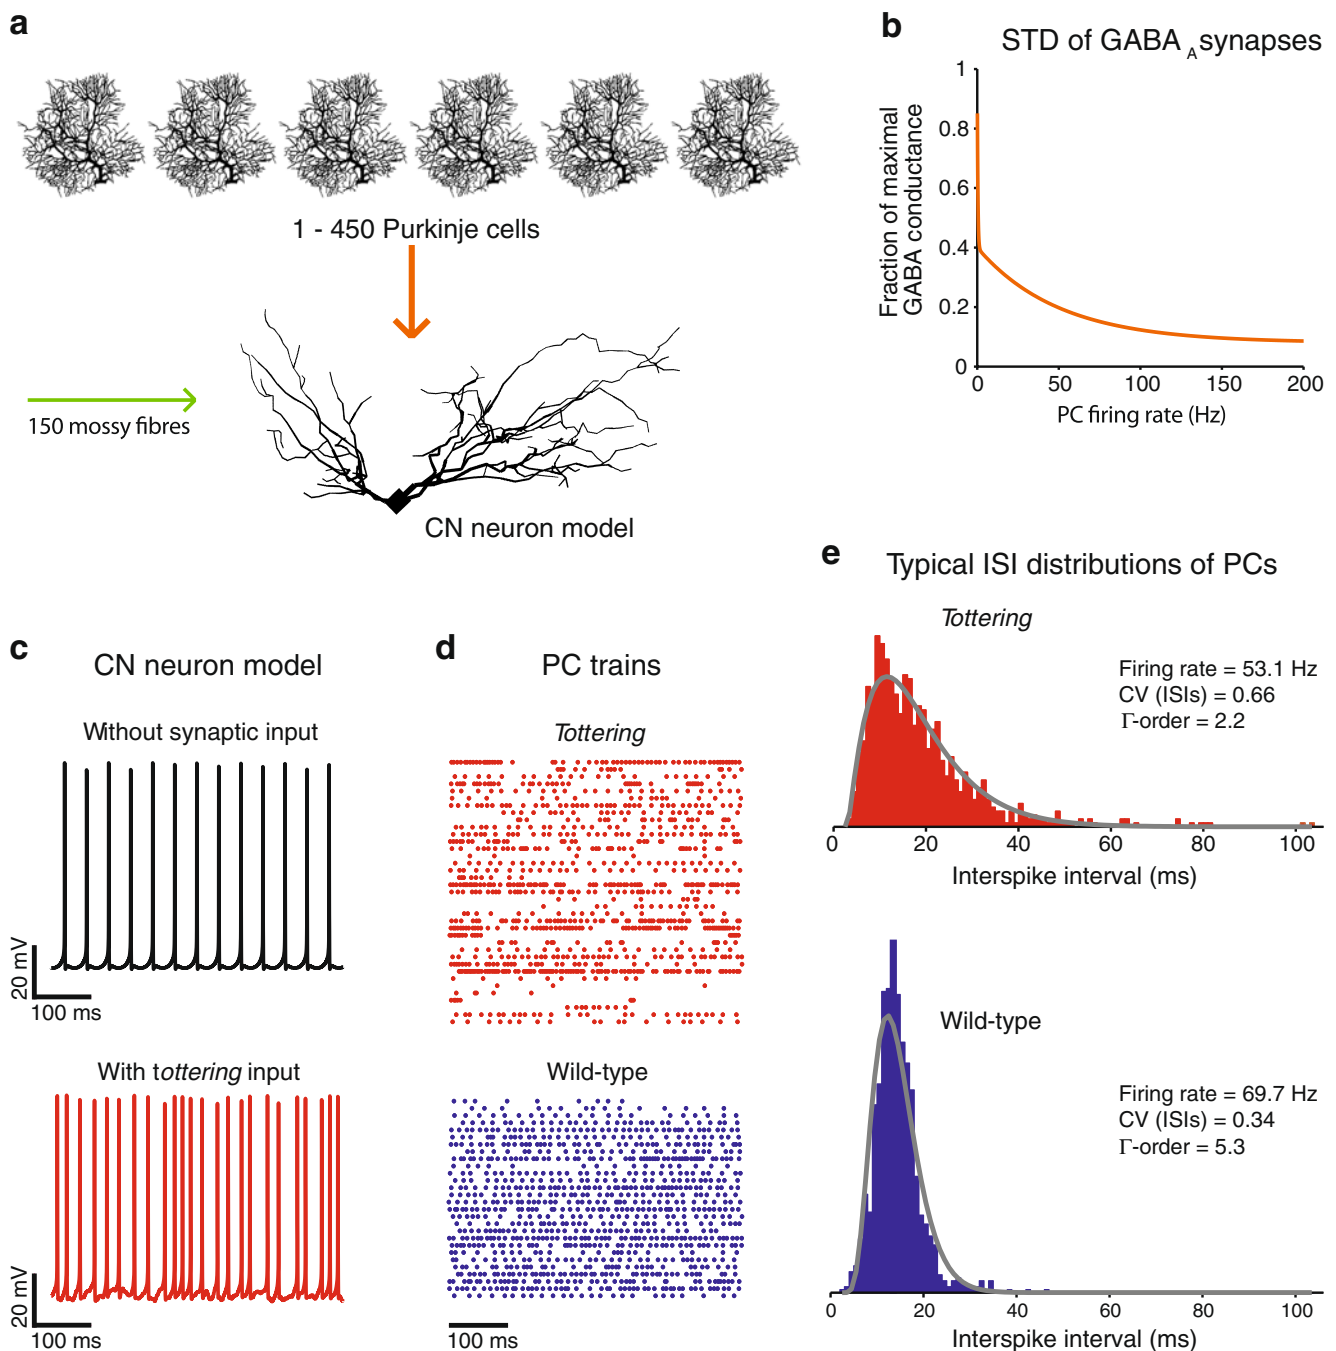 a
1 - 450 Purkinje cells
150 mossy fibres
CN neuron model
b
STD of GABA A synapses
Fraction of maximal
GABA conductance
1
0.8
0.6
0.4
0.2
0
0 50 100 150 200
PC firing rate (Hz)
c
CN neuron model
Without synaptic input
20 mV
100 ms
With tottering input
20 mV
100 ms
d
PC trains
Tottering
Wild-type
100 ms
e
Typical ISI distributions of PCs
Tottering
Firing rate = 53.1 Hz
CV (ISIs) = 0.66
Γ-order = 2.2
0 20 40 60 80 100
Interspike interval (ms)
Wild-type
Firing rate = 69.7 Hz
CV (ISIs) = 0.34
Γ-order = 5.3
0 20 40 60 80 100
Interspike interval (ms)